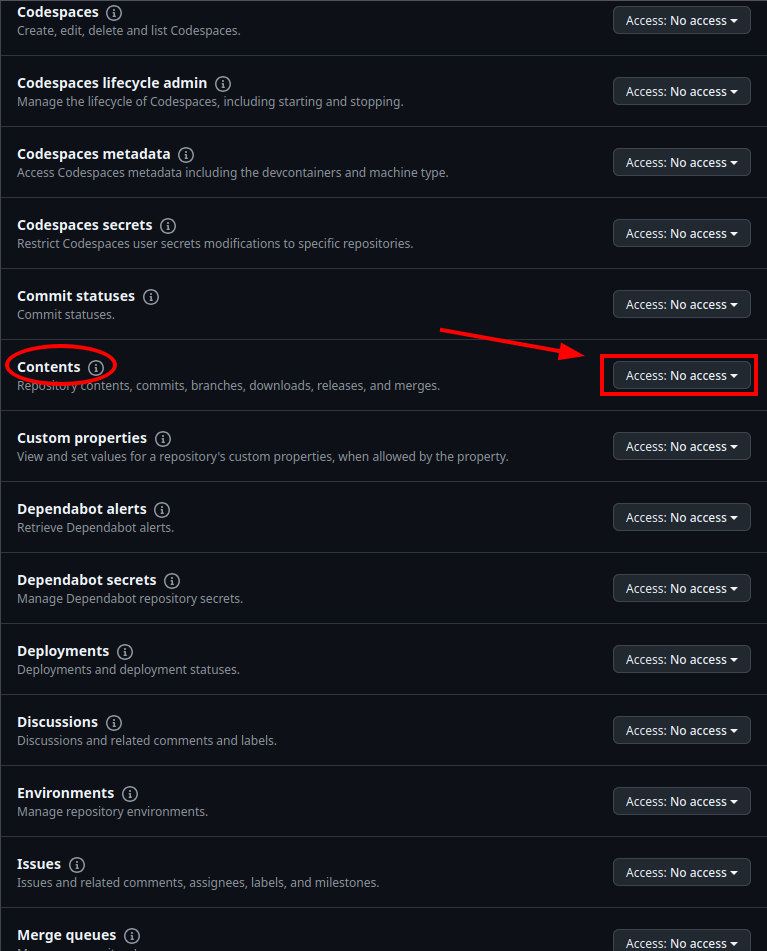 Codespaces
Create, edit, delete and list Codespaces.
Access: No access
Codespaces lifecycle admin
Manage the lifecycle of Codespaces, including starting and stopping.
Access: No access
Codespaces metadata
Access Codespaces metadata including the devcontainers and machine type.
Access: No access
Codespaces secrets
Restrict Codespaces user secrets modifications to specific repositories.
Access: No access
Commit statuses
Commit statuses.
Access: No access
Contents
Repository contents, commits, branches, downloads, releases, and merges.
Access: No access
Custom properties
View and set values for a repository's custom properties, when allowed by the property.
Access: No access
Dependabot alerts
Retrieve Dependabot alerts.
Access: No access
Dependabot secrets
Manage Dependabot repository secrets.
Access: No access
Deployments
Deployments and deployment statuses.
Access: No access
Discussions
Discussions and related comments and labels.
Access: No access
Environments
Manage repository environments.
Access: No access
Issues
Issues and related comments, assignees, labels, and milestones.
Access: No access
Merge queues
Access: No access